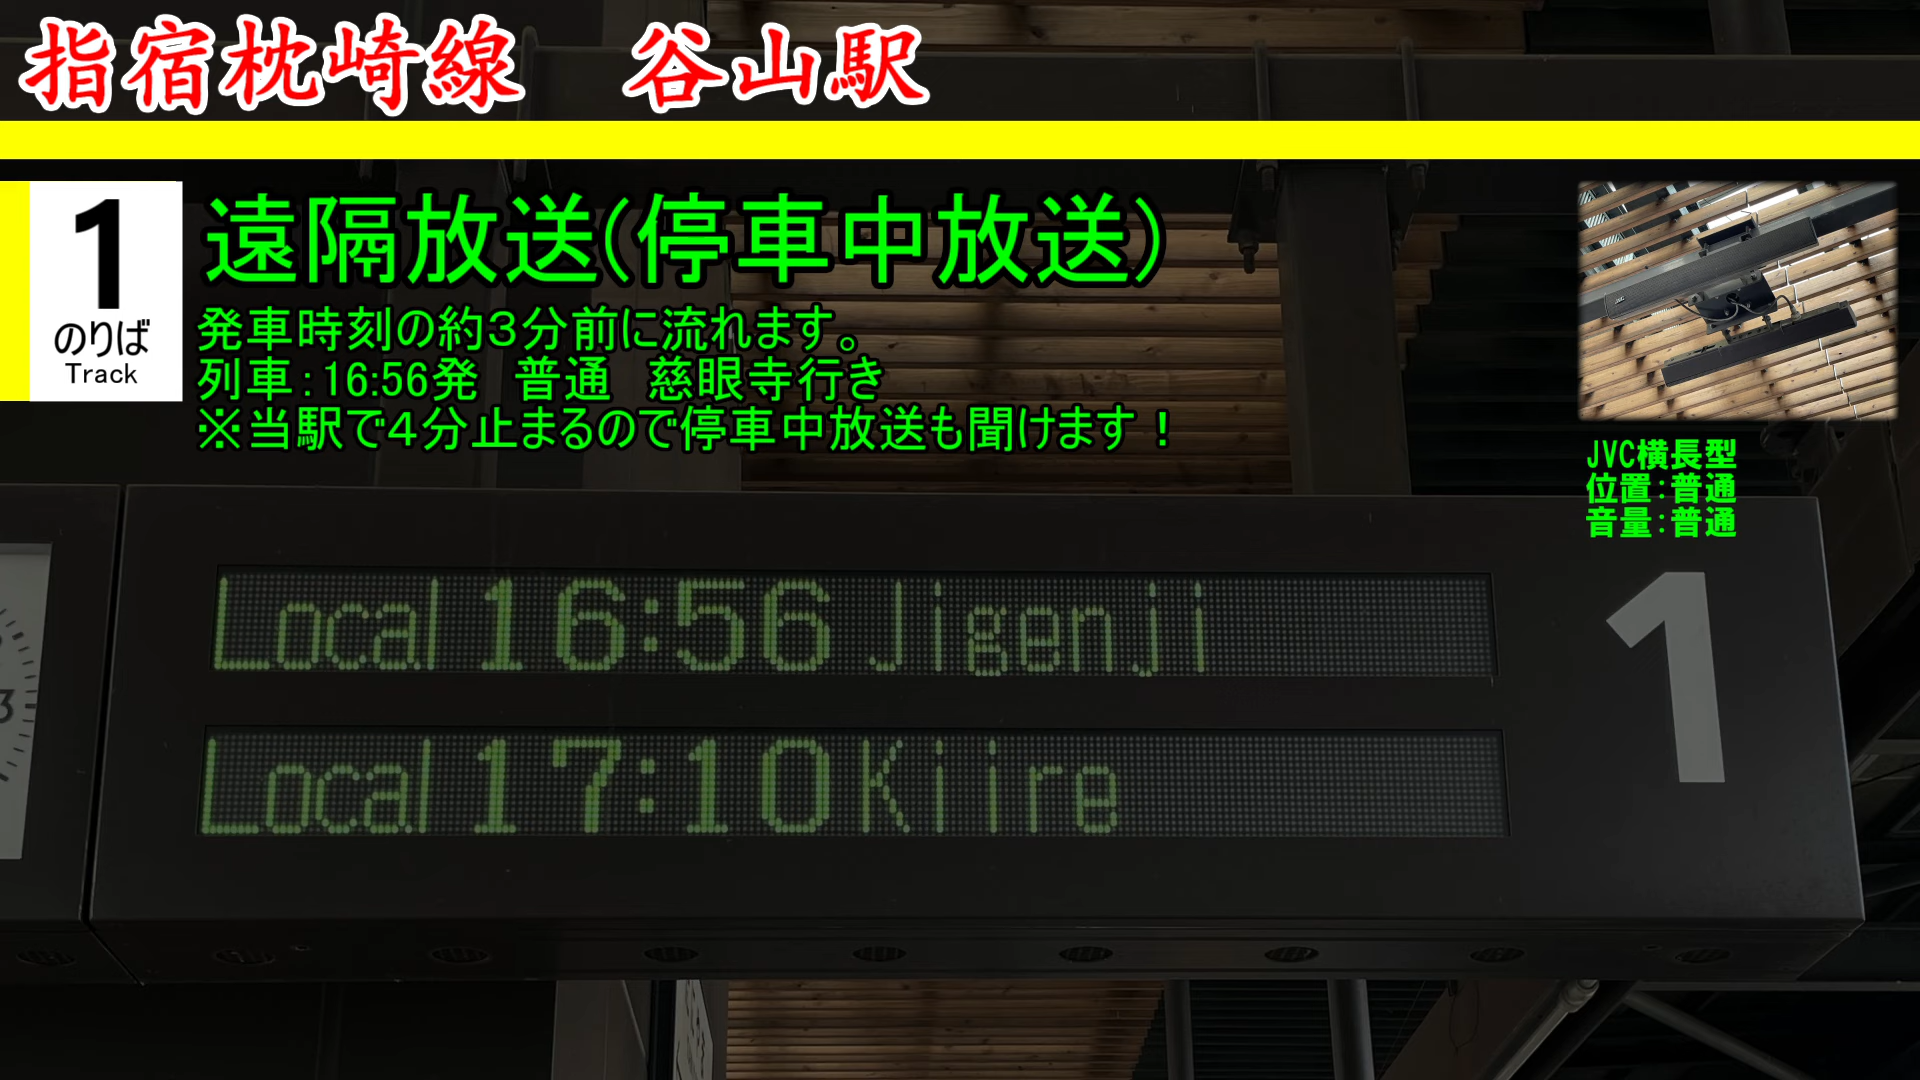 指宿枕崎線　谷山駅
1
のりば
Track
遠隔放送(停車中放送)
発車時刻の約３分前に流れます。
列車：16:56発　普通　慈眼寺行き
※当駅で４分止まるので停車中放送も聞けます！
JVC横長型
位置：普通
音量：普通
Local 16:56 Jigenji
Local 17:10 Kiire
1
3